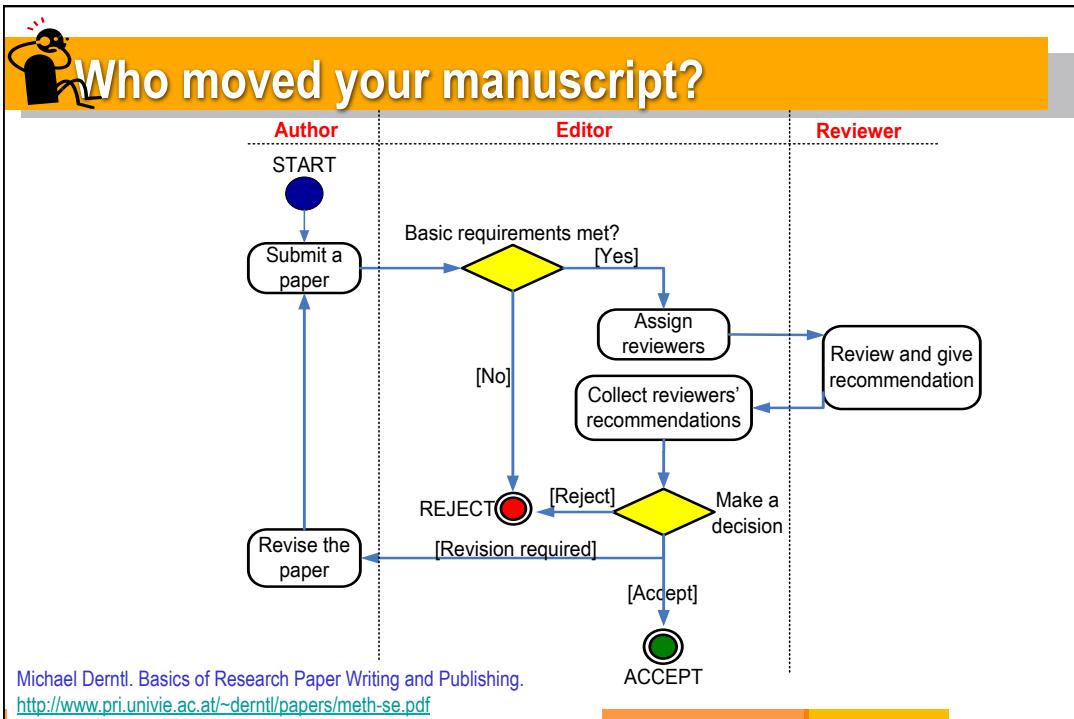 Who moved your manuscript?
Author
Editor
Reviewer
START
Submit a
paper
Basic requirements met?
[Yes]
Assign
reviewers
Review and give
recommendation
[No]
Collect reviewers'
recommendations
REJECT
[Reject]
Make a
decision
Revise the
paper
[Revision required]
[Accept]
ACCEPT
Michael Derntl. Basics of Research Paper Writing and Publishing.
http://www.pri.univie.ac.at/~derntl/papers/meth-se.pdf